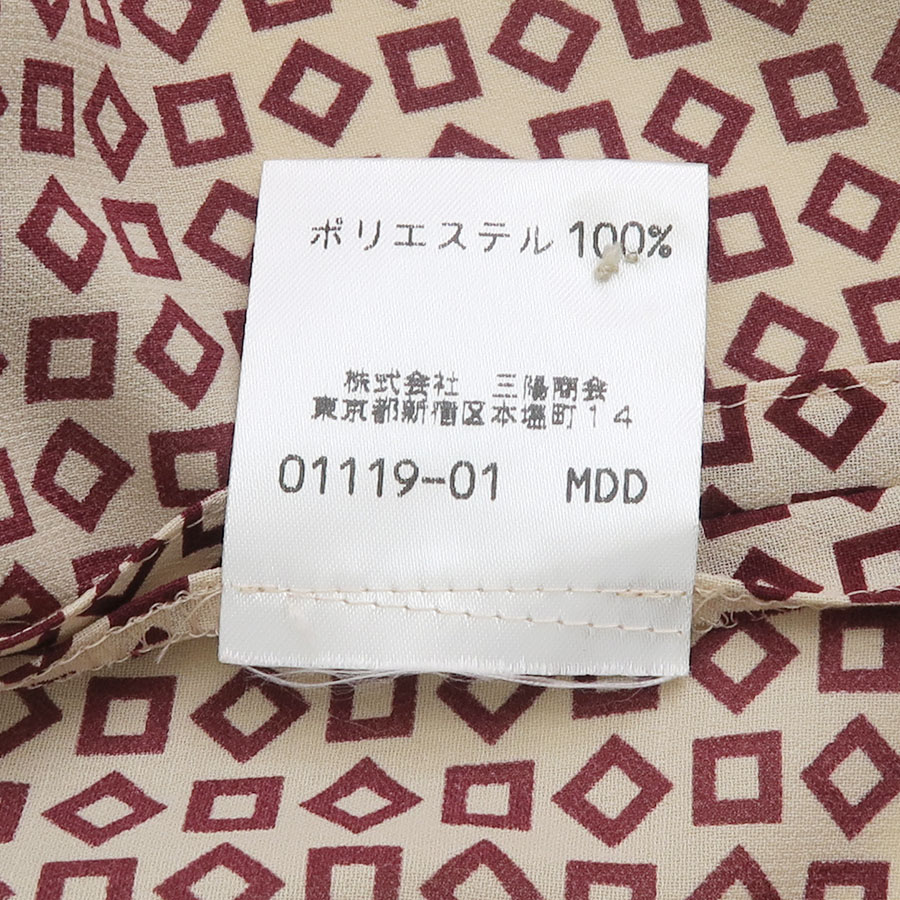 ポリエステル 100%
株式会社 三陽商会
東京都新宿区本塩町14
01119-01 MDD